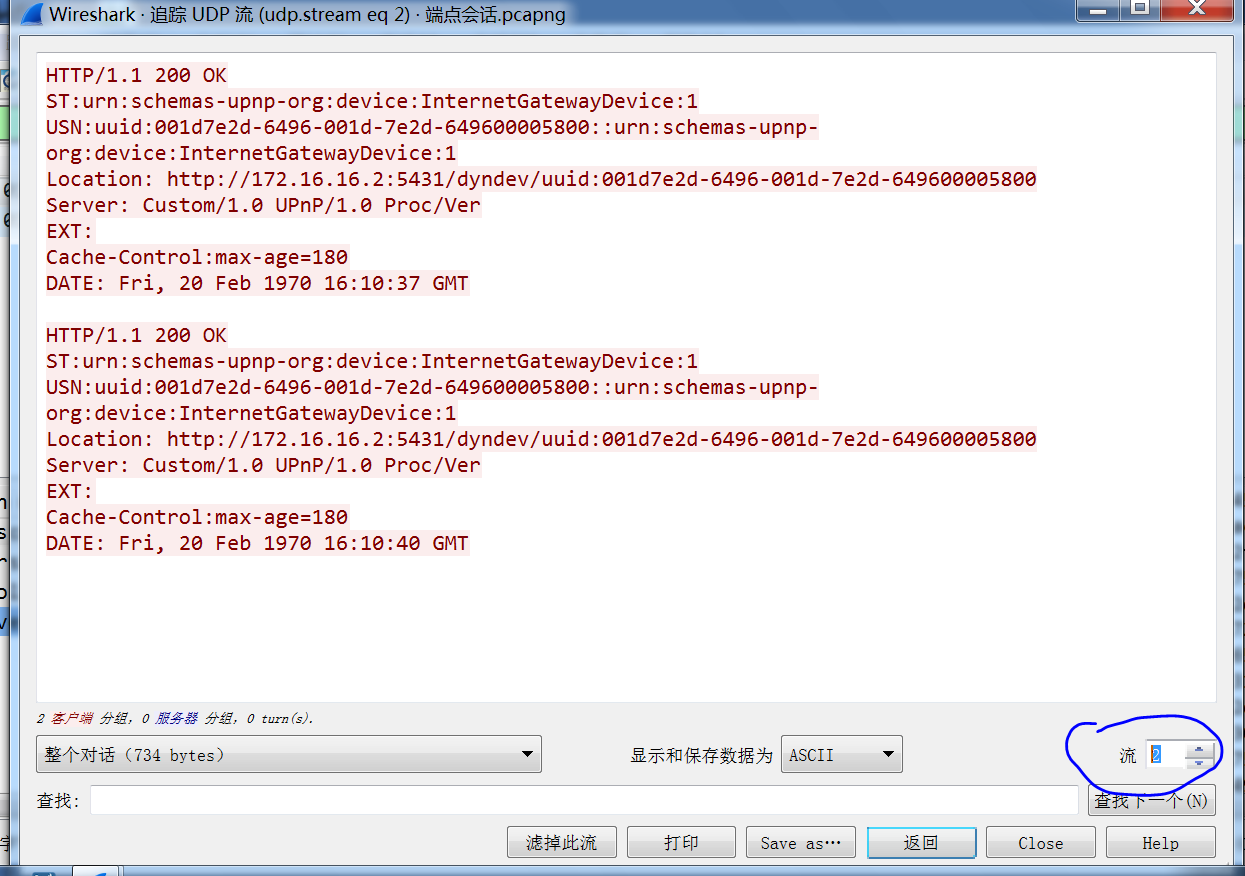 Wireshark · 追踪 UDP 流 (udp.stream eq 2) · 端点会话.pcapng
HTTP/1.1 200 OK
ST:urn:schemas-upnp-org:device:InternetGatewayDevice:1
USN:uuid:001d7e2d-6496-001d-7e2d-649600005800::urn:schemas-upnp-
org:device:InternetGatewayDevice:1
Location: http://172.16.16.2:5431/dyndev/uuid:001d7e2d-6496-001d-7e2d-649600005800
Server: Custom/1.0 UPnP/1.0 Proc/Ver
EXT:
Cache-Control:max-age=180
DATE: Fri, 20 Feb 1970 16:10:37 GMT
HTTP/1.1 200 OK
ST:urn:schemas-upnp-org:device:InternetGatewayDevice:1
USN:uuid:001d7e2d-6496-001d-7e2d-649600005800::urn:schemas-upnp-
org:device:InternetGatewayDevice:1
Location: http://172.16.16.2:5431/dyndev/uuid:001d7e2d-6496-001d-7e2d-649600005800
Server: Custom/1.0 UPnP/1.0 Proc/Ver
EXT:
Cache-Control:max-age=180
DATE: Fri, 20 Feb 1970 16:10:40 GMT
2 客户端 分组, 0 服务器 分组, 0 turn(s).
整个对话（734 bytes） 显示和保存数据为 ASCII 流 2
查找: 查找下一个(N)
滤掉此流 打印 Save as… 返回 Close Help